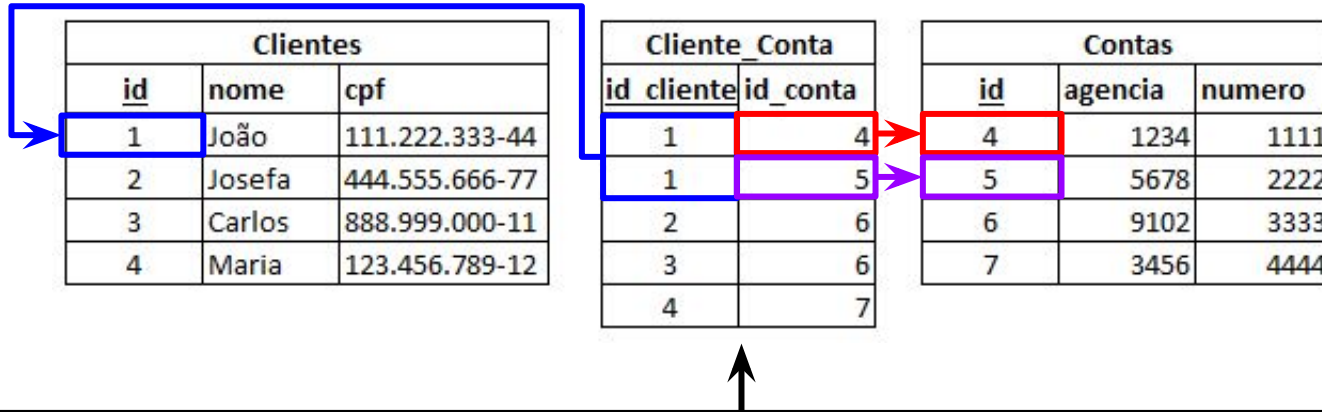 Clientes
id nome cpf
1 João 111.222.333-44
2 Josefa 444.555.666-77
3 Carlos 888.999.000-11
4 Maria 123.456.789-12
Cliente_Conta
id_cliente id_conta
1 4
1 5
2 6
3 6
4 7
Contas
id agencia numero
4 1234 1111
5 5678 2222
6 9102 3333
7 3456 4444